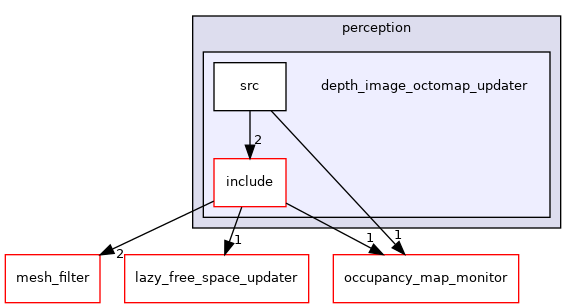 perception
src
depth_image_octomap_updater
2
include
1
1
2
1
mesh_filter
lazy_free_space_updater
occupancy_map_monitor